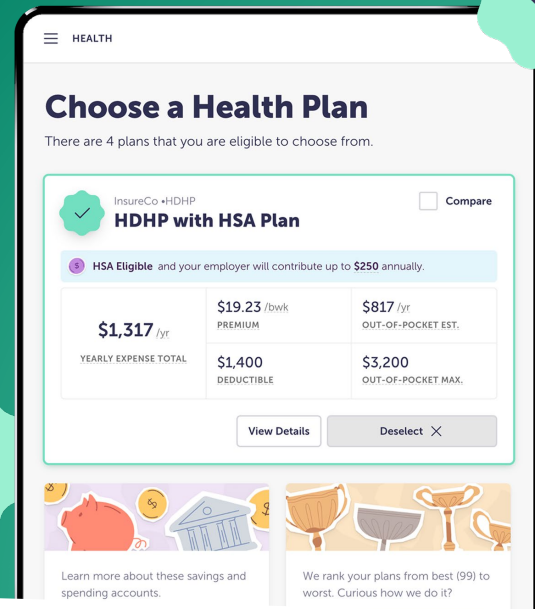 HEALTH
Choose a Health Plan
There are 4 plans that you are eligible to choose from.
InsureCo •HDHP
HDHP with HSA Plan
Compare
$ HSA Eligible and your employer will contribute up to $250 annually.
$1,317 /yr
YEARLY EXPENSE TOTAL
$19.23 /bwk
PREMIUM
$817 /yr
OUT-OF-POCKET EST.
$1,400
DEDUCTIBLE
$3,200
OUT-OF-POCKET MAX.
View Details
Deselect
$
$
$
Learn more about these savings and
spending accounts.
We rank your plans from best (99) to
worst. Curious how we do it?